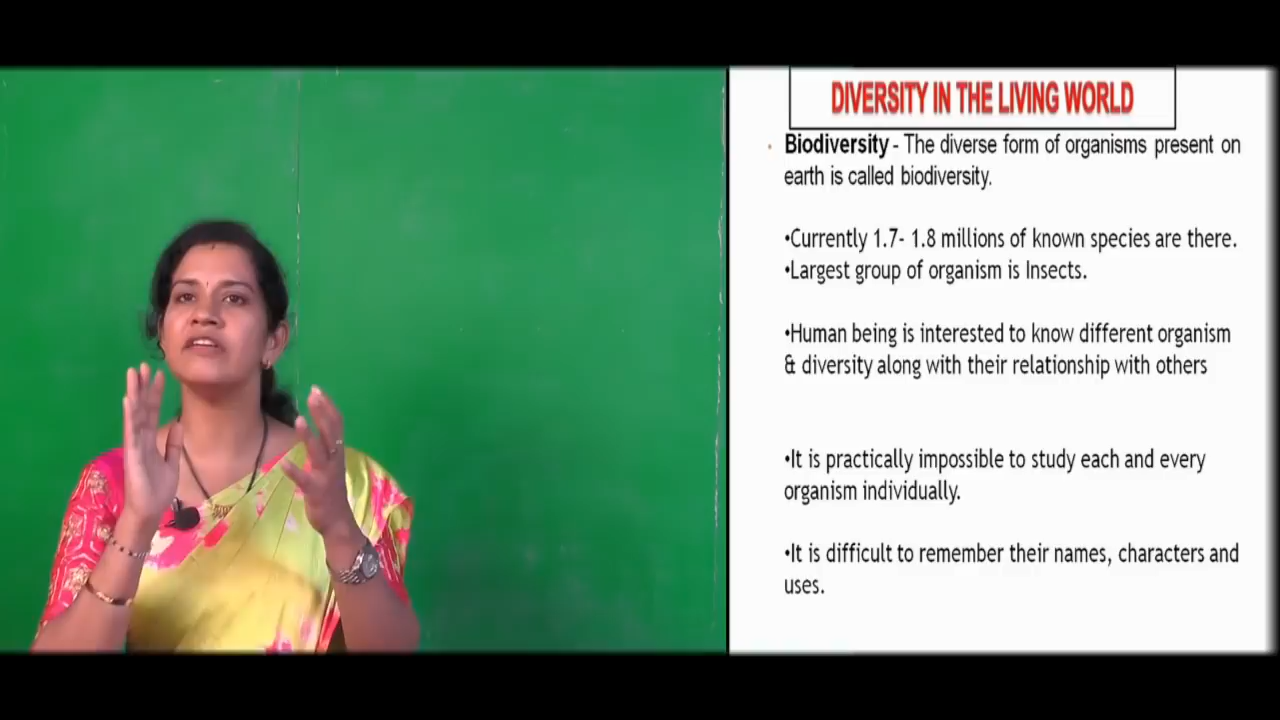 DIVERSITY IN THE LIVING WORLD
• Biodiversity - The diverse form of organisms present on
earth is called biodiversity.
•Currently 1.7- 1.8 millions of known species are there.
•Largest group of organism is Insects.
•Human being is interested to know different organism
& diversity along with their relationship with others
•It is practically impossible to study each and every
organism individually.
•It is difficult to remember their names, characters and
uses.